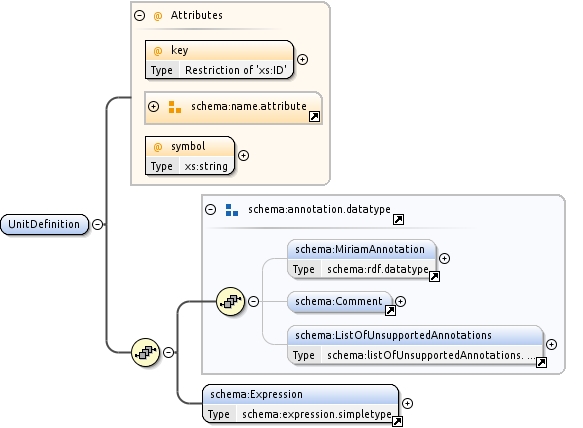 Attributes
key
Type Restriction of 'xs:ID'
schema:name.attribute
symbol
Type xs:string
UnitDefinition
schema:annotation.datatype
schema:MiriamAnnotation
Type schema:rdf.datatype
schema:Comment
schema:ListOfUnsupportedAnnotations
Type schema:listOfUnsupportedAnnotations. ...
schema:Expression
Type schema:expression.simpletype